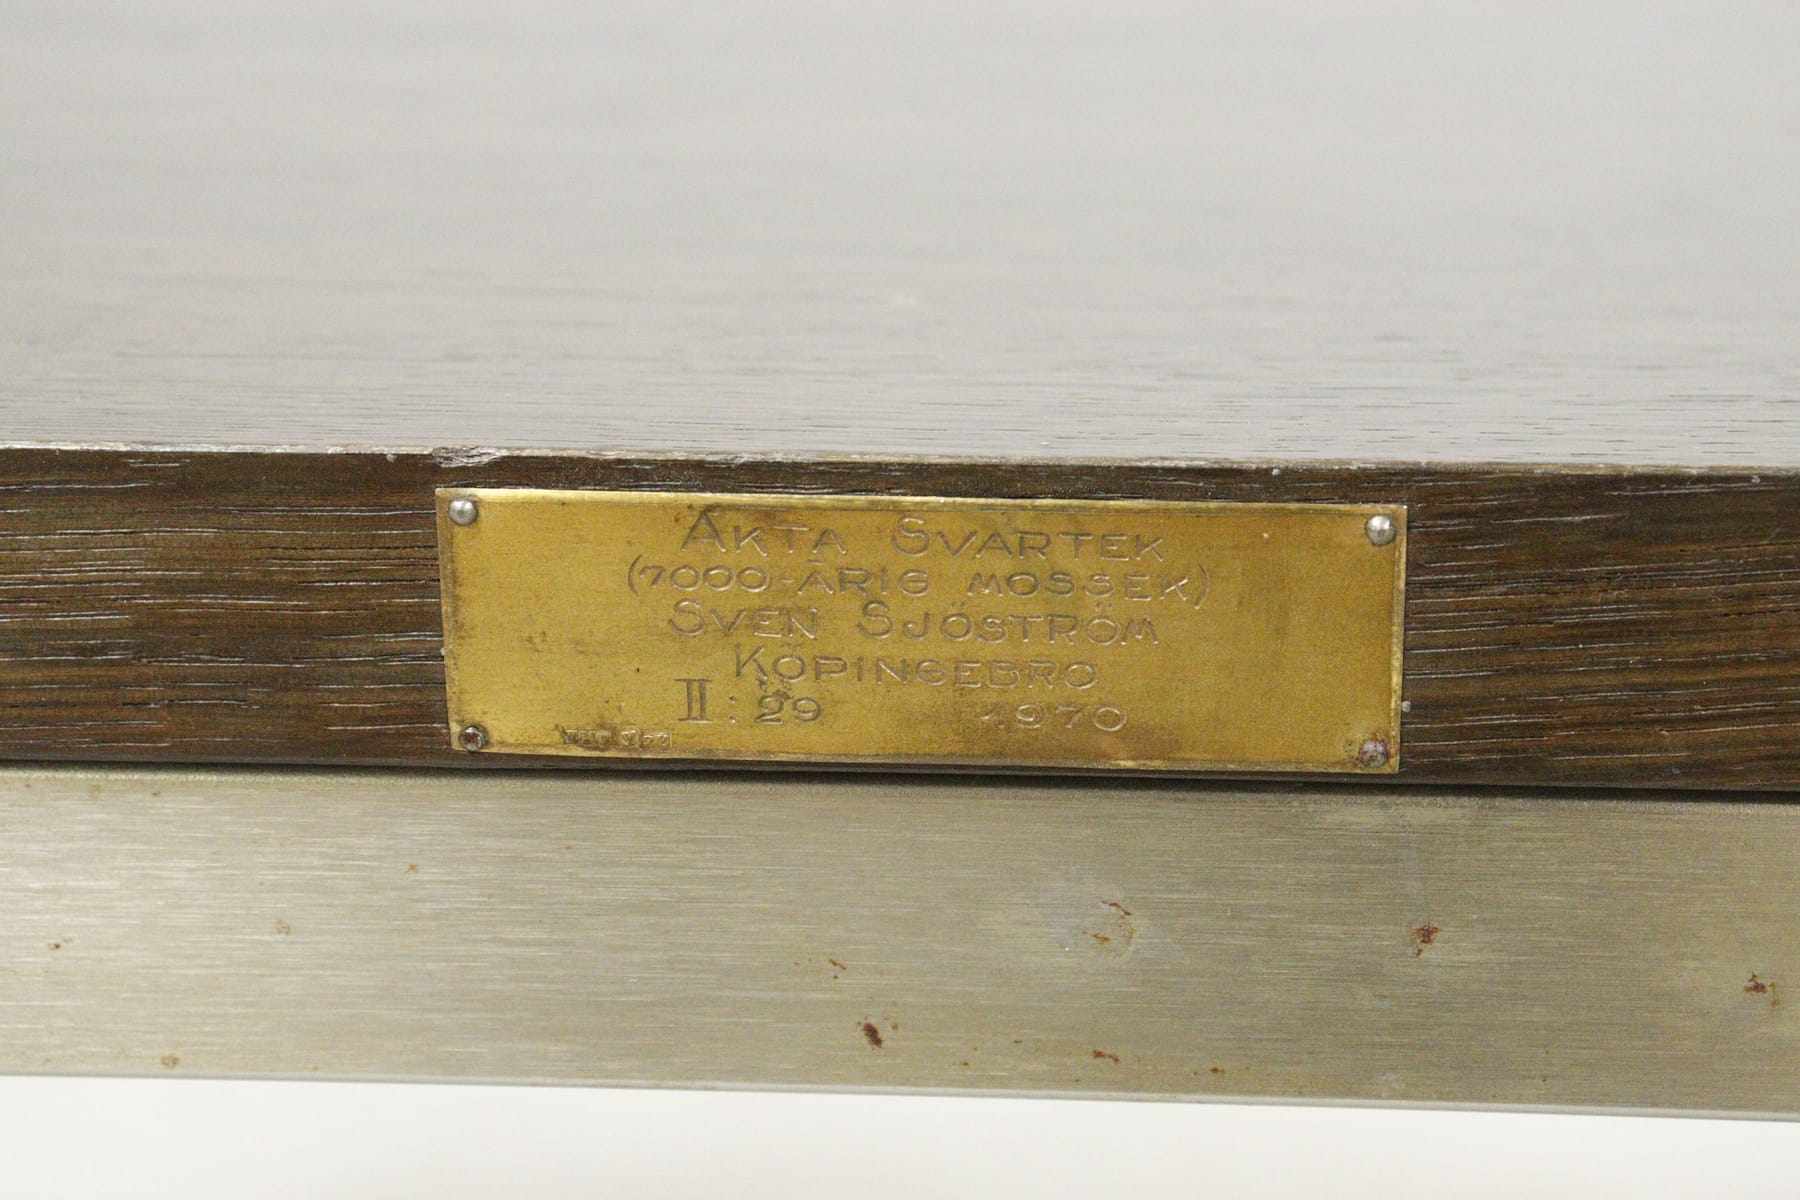 ÄKTA SVARTEK
(7000-ÅRIG MOSSEK)
SVEN SJÖSTRÖM
KÖPINGEBRO
II:29 1970